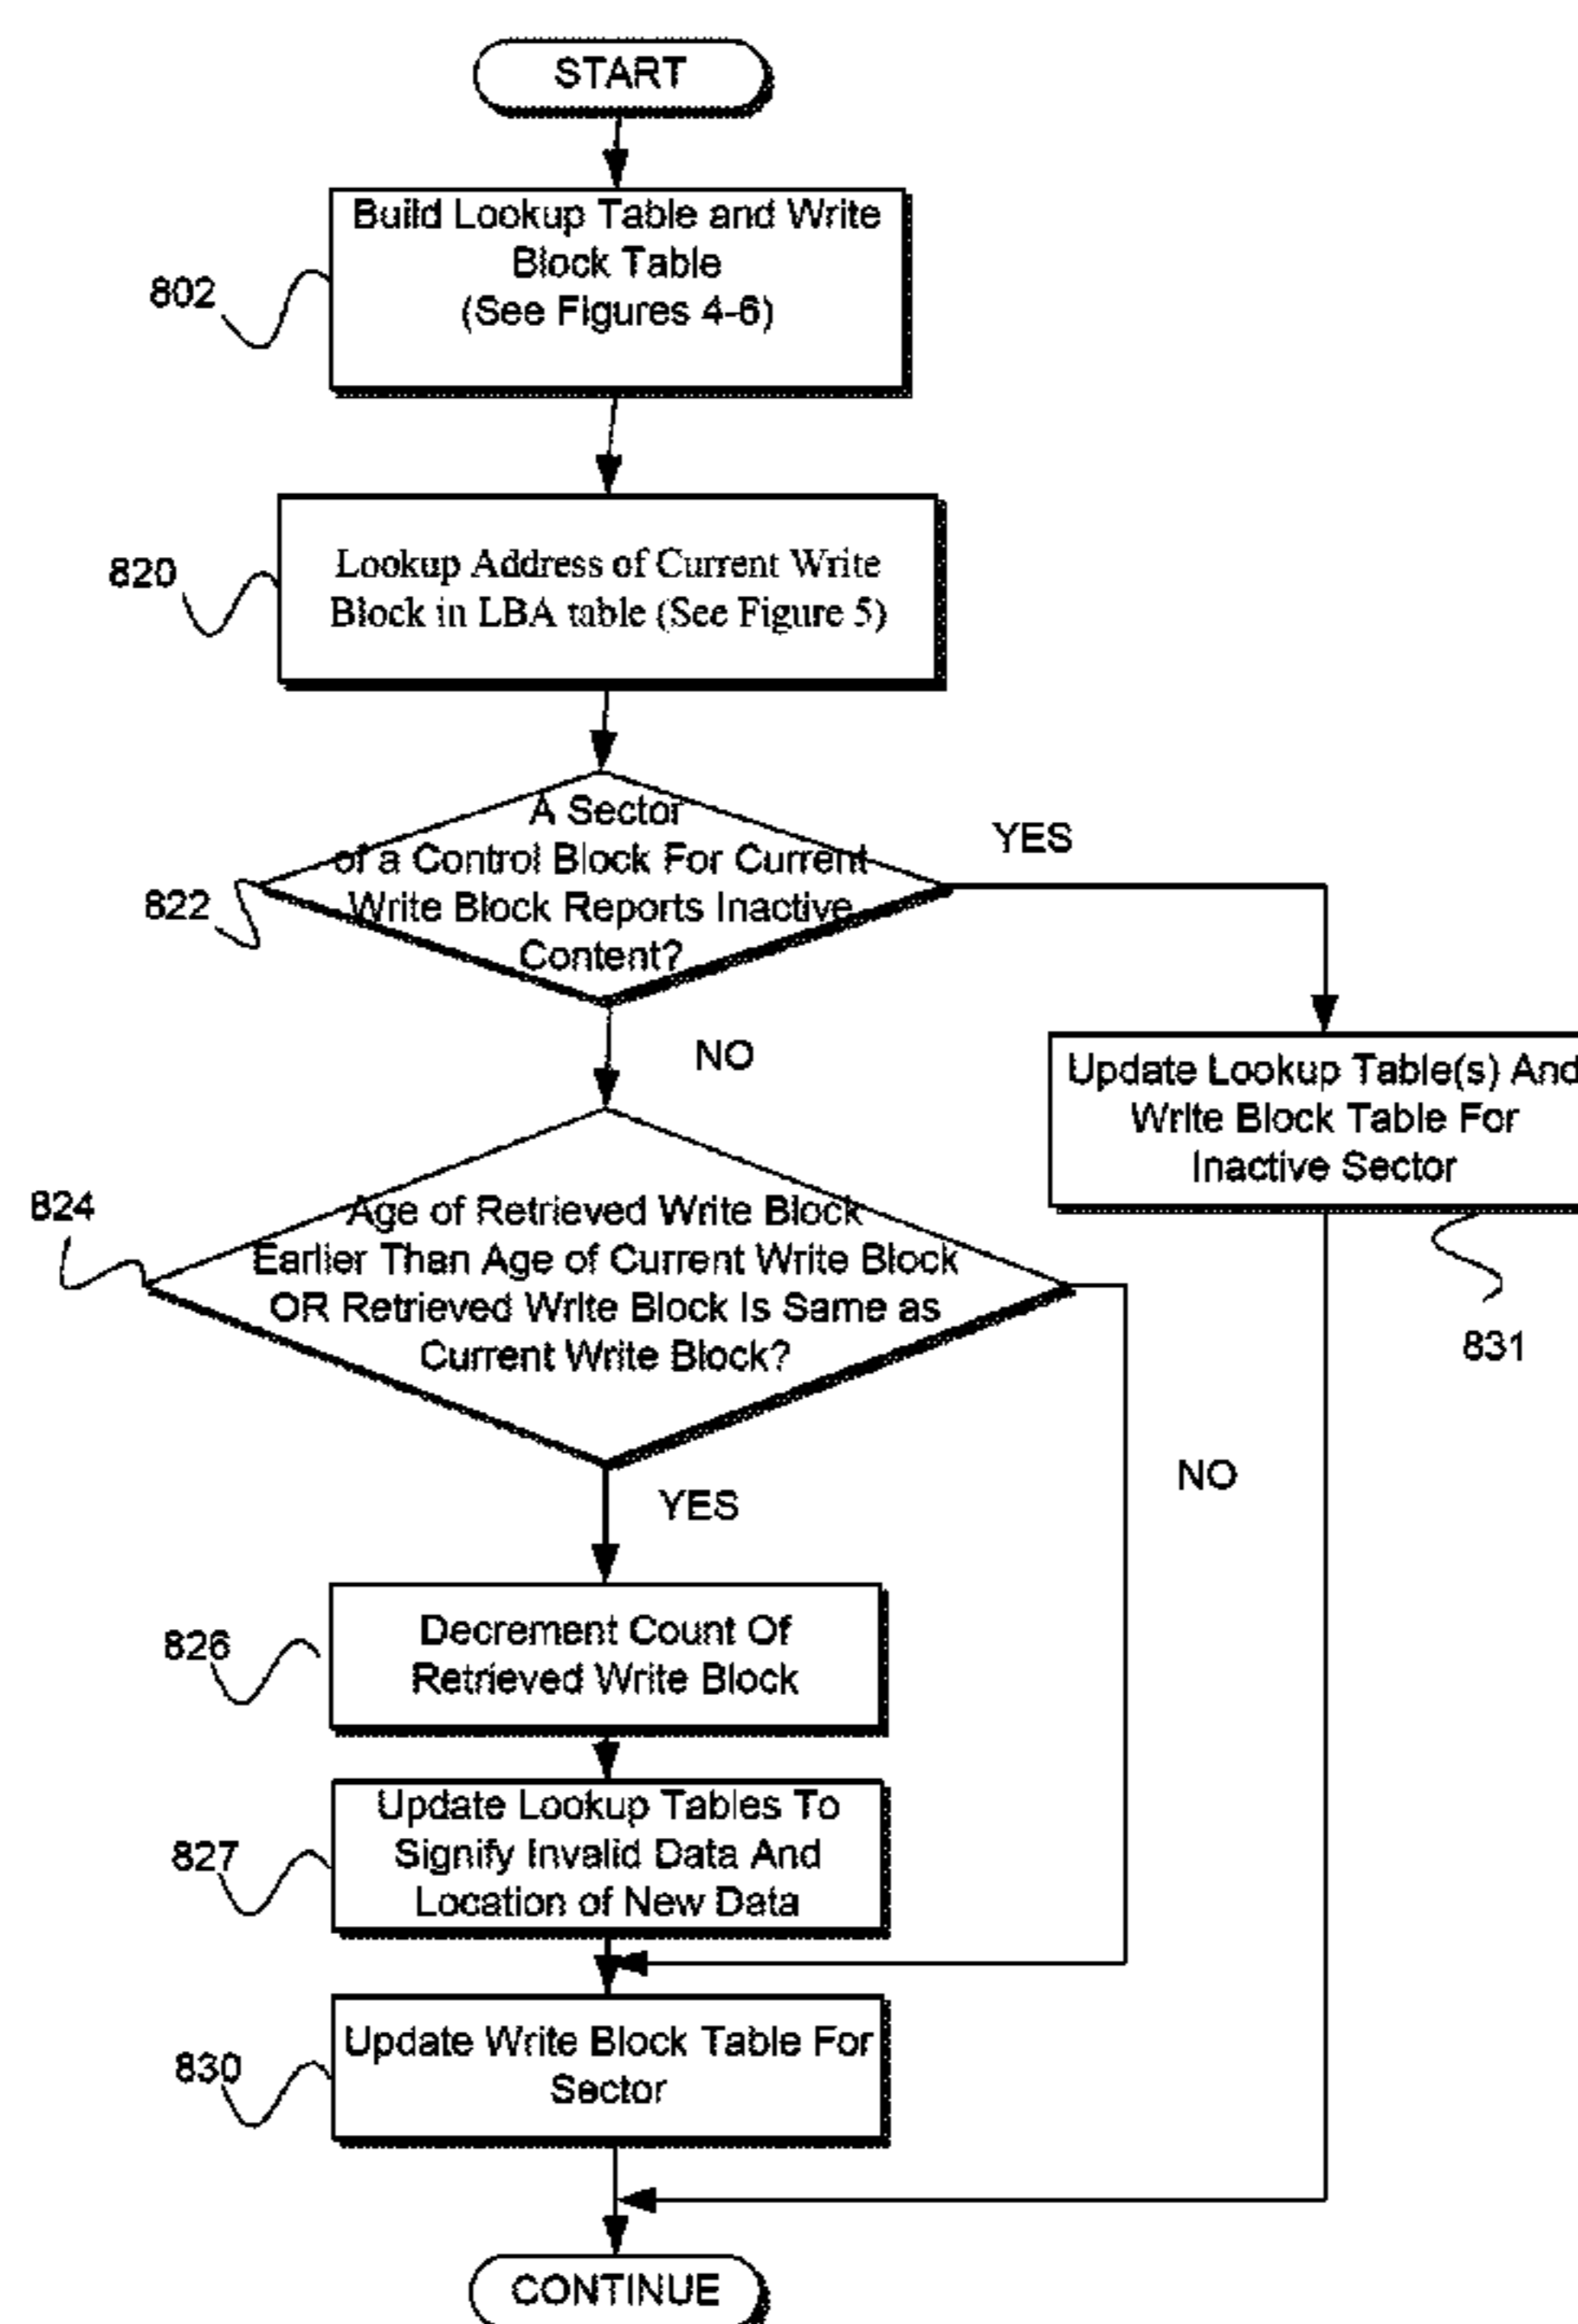 START
Build Lookup Table and Write
Block Table
(See Figures 4-6)
802
Lookup Address of Current Write
Block in LBA table (See Figure 5)
820
A Sector
of a Control Block For Current
Write Block Reports Inactive
Content?
822
YES
NO
Update Lookup Table(s) And
Write Block Table For
Inactive Sector
831
824
Age of Retrieved Write Block
Earlier Than Age of Current Write Block
OR Retrieved Write Block Is Same as
Current Write Block?
NO
YES
826
Decrement Count Of
Retrieved Write Block
827
Update Lookup Tables To
Signify Invalid Data And
Location of New Data
830
Update Write Block Table For
Sector
CONTINUE